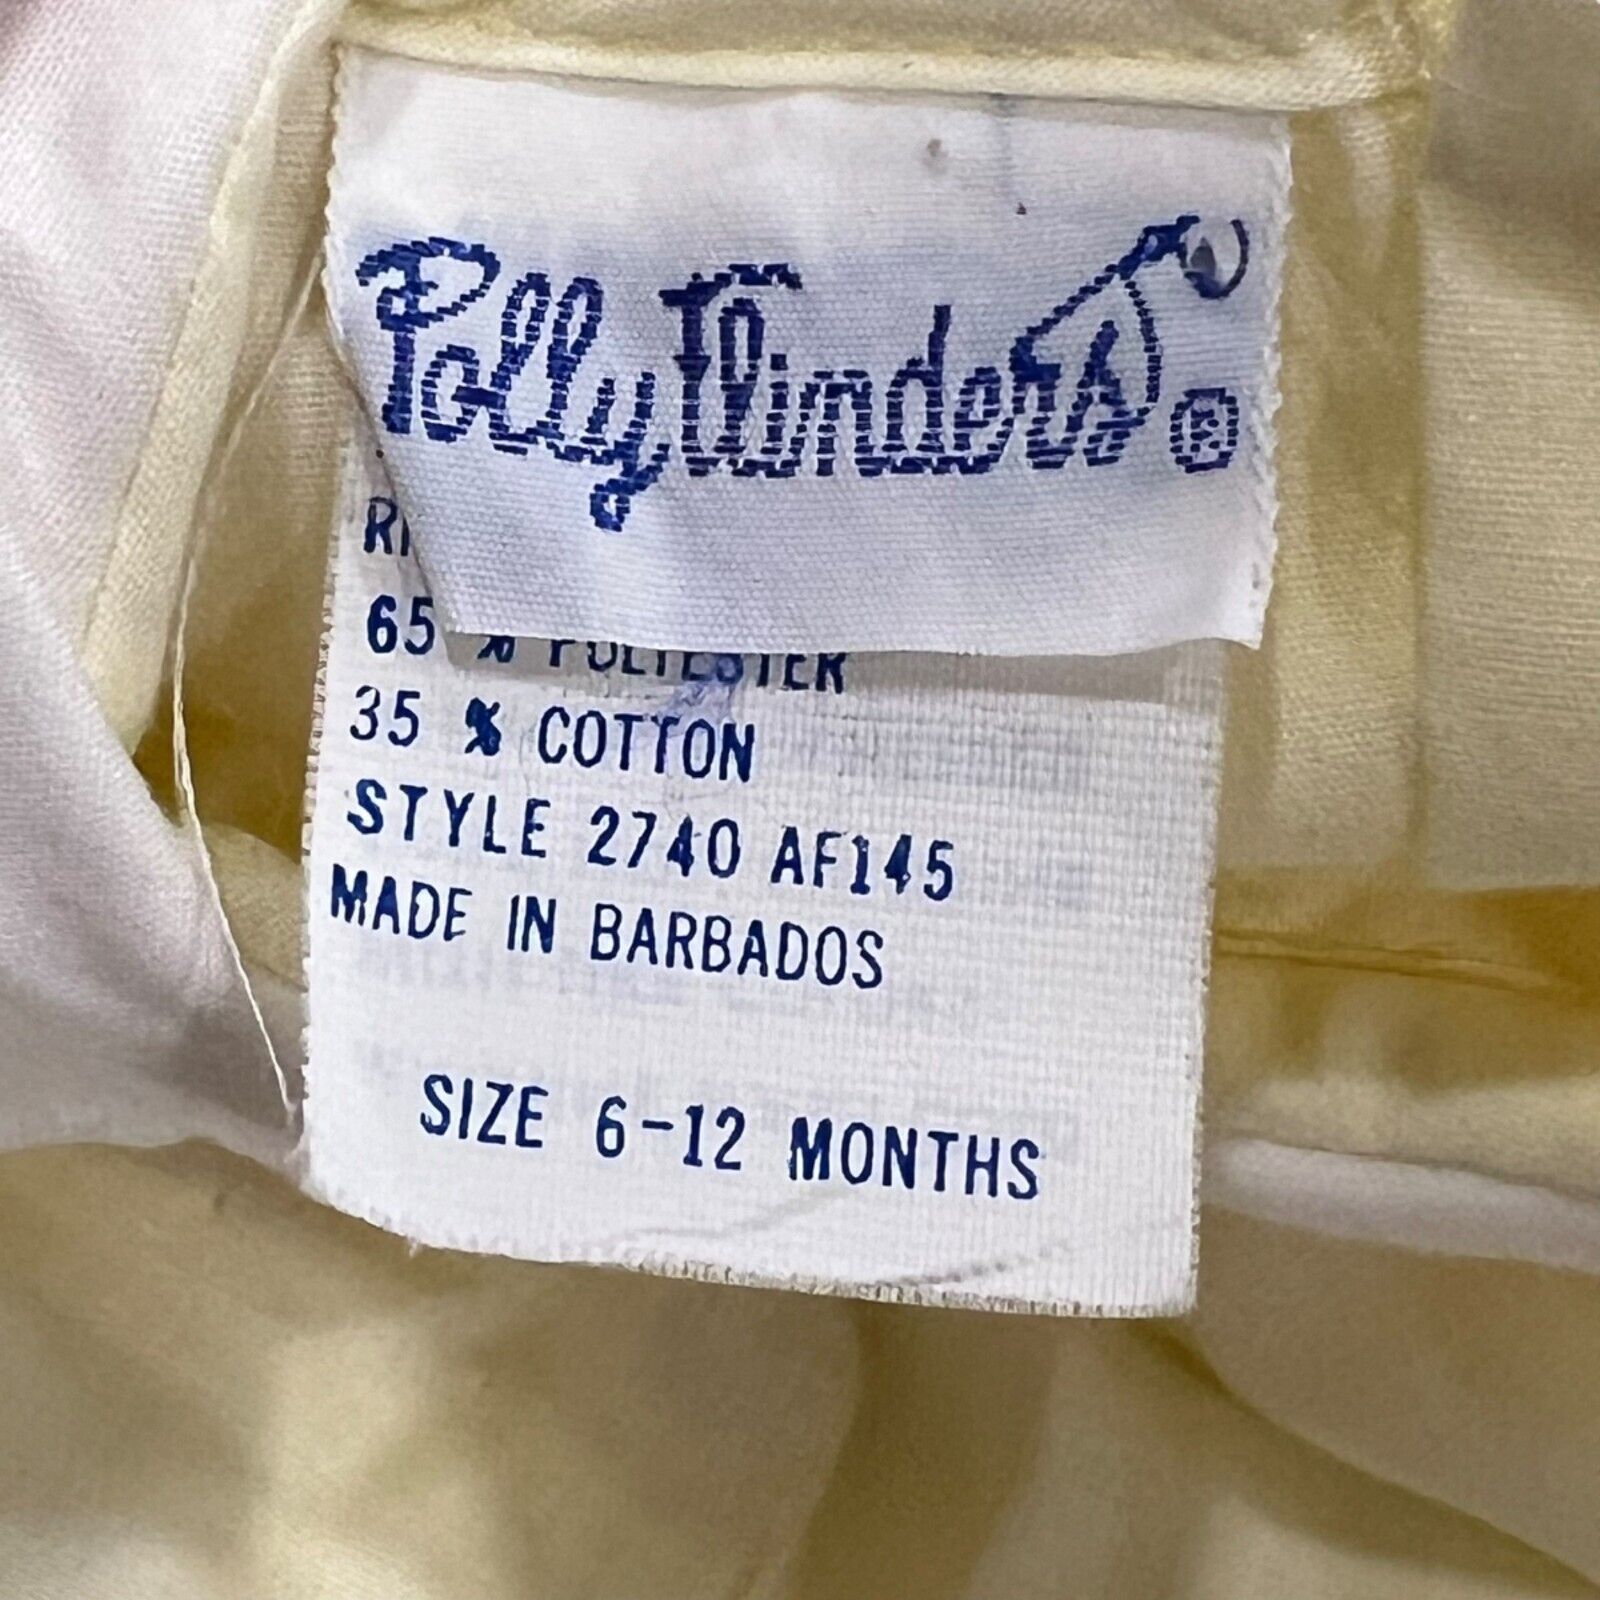 Polly Flinders ®
65 % POLYESTER
35 % COTTON
STYLE 2740 AF145
MADE IN BARBADOS
SIZE 6-12 MONTHS